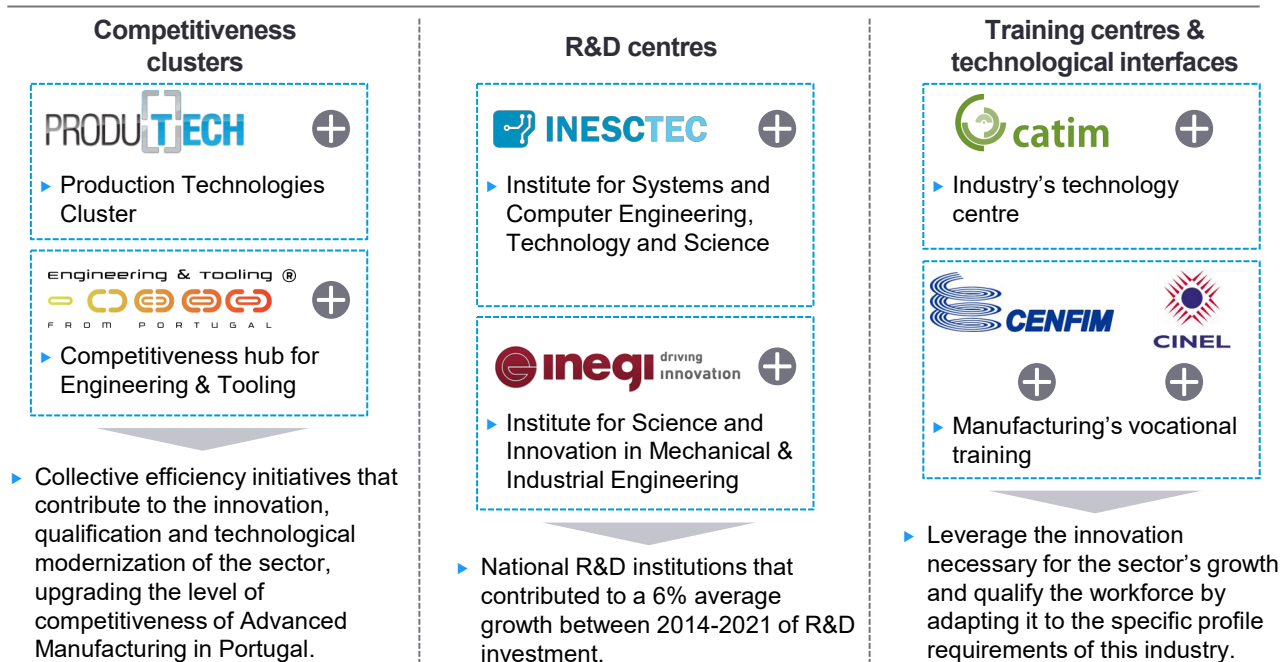 Competitiveness
clusters
PRODUTECH
Production Technologies
Cluster
Engineering & Tooling ®
FROM PORTUGAL
Competitiveness hub for
Engineering & Tooling
Collective efficiency initiatives that
contribute to the innovation,
qualification and technological
modernization of the sector,
upgrading the level of
competitiveness of Advanced
Manufacturing in Portugal.
R&D centres
INESCTEC
Institute for Systems and
Computer Engineering,
Technology and Science
inegi driving
innovation
Institute for Science and
Innovation in Mechanical &
Industrial Engineering
National R&D institutions that
contributed to a 6% average
growth between 2014-2021 of R&D
investment.
Training centres &
technological interfaces
catim
Industry's technology
centre
CENFIM
CINEL
Manufacturing's vocational
training
Leverage the innovation
necessary for the sector's growth
and qualify the workforce by
adapting it to the specific profile
requirements of this industry.